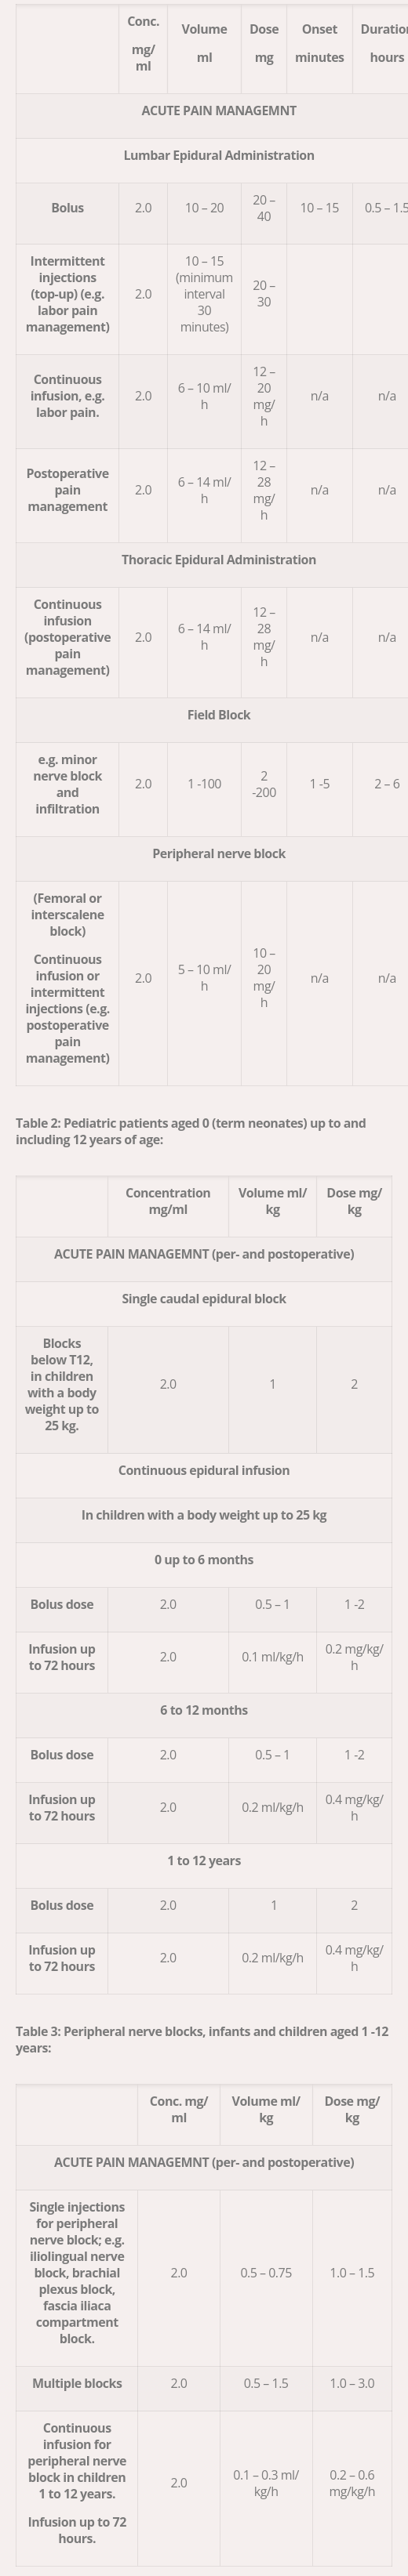 Conc.
mg/
ml
Volume
ml
Dose
mg
Onset
minutes
Duration
hours
ACUTE PAIN MANAGEMNT
Lumbar Epidural Administration
Bolus
2.0
10 – 20
20 –
40
10 – 15
0.5 – 1.5
Intermittent
injections
(top-up) (e.g.
labor pain
management)
2.0
10 – 15
(minimum
interval
30
minutes)
20 –
30
Continuous
infusion, e.g.
labor pain.
2.0
6 – 10 ml/
h
12 –
20
mg/
h
n/a
n/a
Postoperative
pain
management
2.0
6 – 14 ml/
h
12 –
28
mg/
h
n/a
n/a
Thoracic Epidural Administration
Continuous
infusion
(postoperative
pain
management)
2.0
6 – 14 ml/
h
12 –
28
mg/
h
n/a
n/a
Field Block
e.g. minor
nerve block
and
infiltration
2.0
1 -100
2
-200
1 -5
2 – 6
Peripheral nerve block
(Femoral or
interscalene
block)
Continuous
infusion or
intermittent
injections (e.g.
postoperative
pain
management)
2.0
5 – 10 ml/
h
10 –
20
mg/
h
n/a
n/a
Table 2: Pediatric patients aged 0 (term neonates) up to and
including 12 years of age:
Concentration
mg/ml
Volume ml/
kg
Dose mg/
kg
ACUTE PAIN MANAGEMNT (per- and postoperative)
Single caudal epidural block
Blocks
below T12,
in children
with a body
weight up to
25 kg.
2.0
1
2
Continuous epidural infusion
In children with a body weight up to 25 kg
0 up to 6 months
Bolus dose
2.0
0.5 – 1
1 -2
Infusion up
to 72 hours
2.0
0.1 ml/kg/h
0.2 mg/kg/
h
6 to 12 months
Bolus dose
2.0
0.5 – 1
1 -2
Infusion up
to 72 hours
2.0
0.2 ml/kg/h
0.4 mg/kg/
h
1 to 12 years
Bolus dose
2.0
1
2
Infusion up
to 72 hours
2.0
0.2 ml/kg/h
0.4 mg/kg/
h
Table 3: Peripheral nerve blocks, infants and children aged 1 -12
years:
Conc. mg/
ml
Volume ml/
kg
Dose mg/
kg
ACUTE PAIN MANAGEMNT (per- and postoperative)
Single injections
for peripheral
nerve block; e.g.
iliolingual nerve
block, brachial
plexus block,
fascia iliaca
compartment
block.
2.0
0.5 – 0.75
1.0 – 1.5
Multiple blocks
2.0
0.5 – 1.5
1.0 – 3.0
Continuous
infusion for
peripheral nerve
block in children
1 to 12 years.
Infusion up to 72
hours.
2.0
0.1 – 0.3 ml/
kg/h
0.2 – 0.6
mg/kg/h